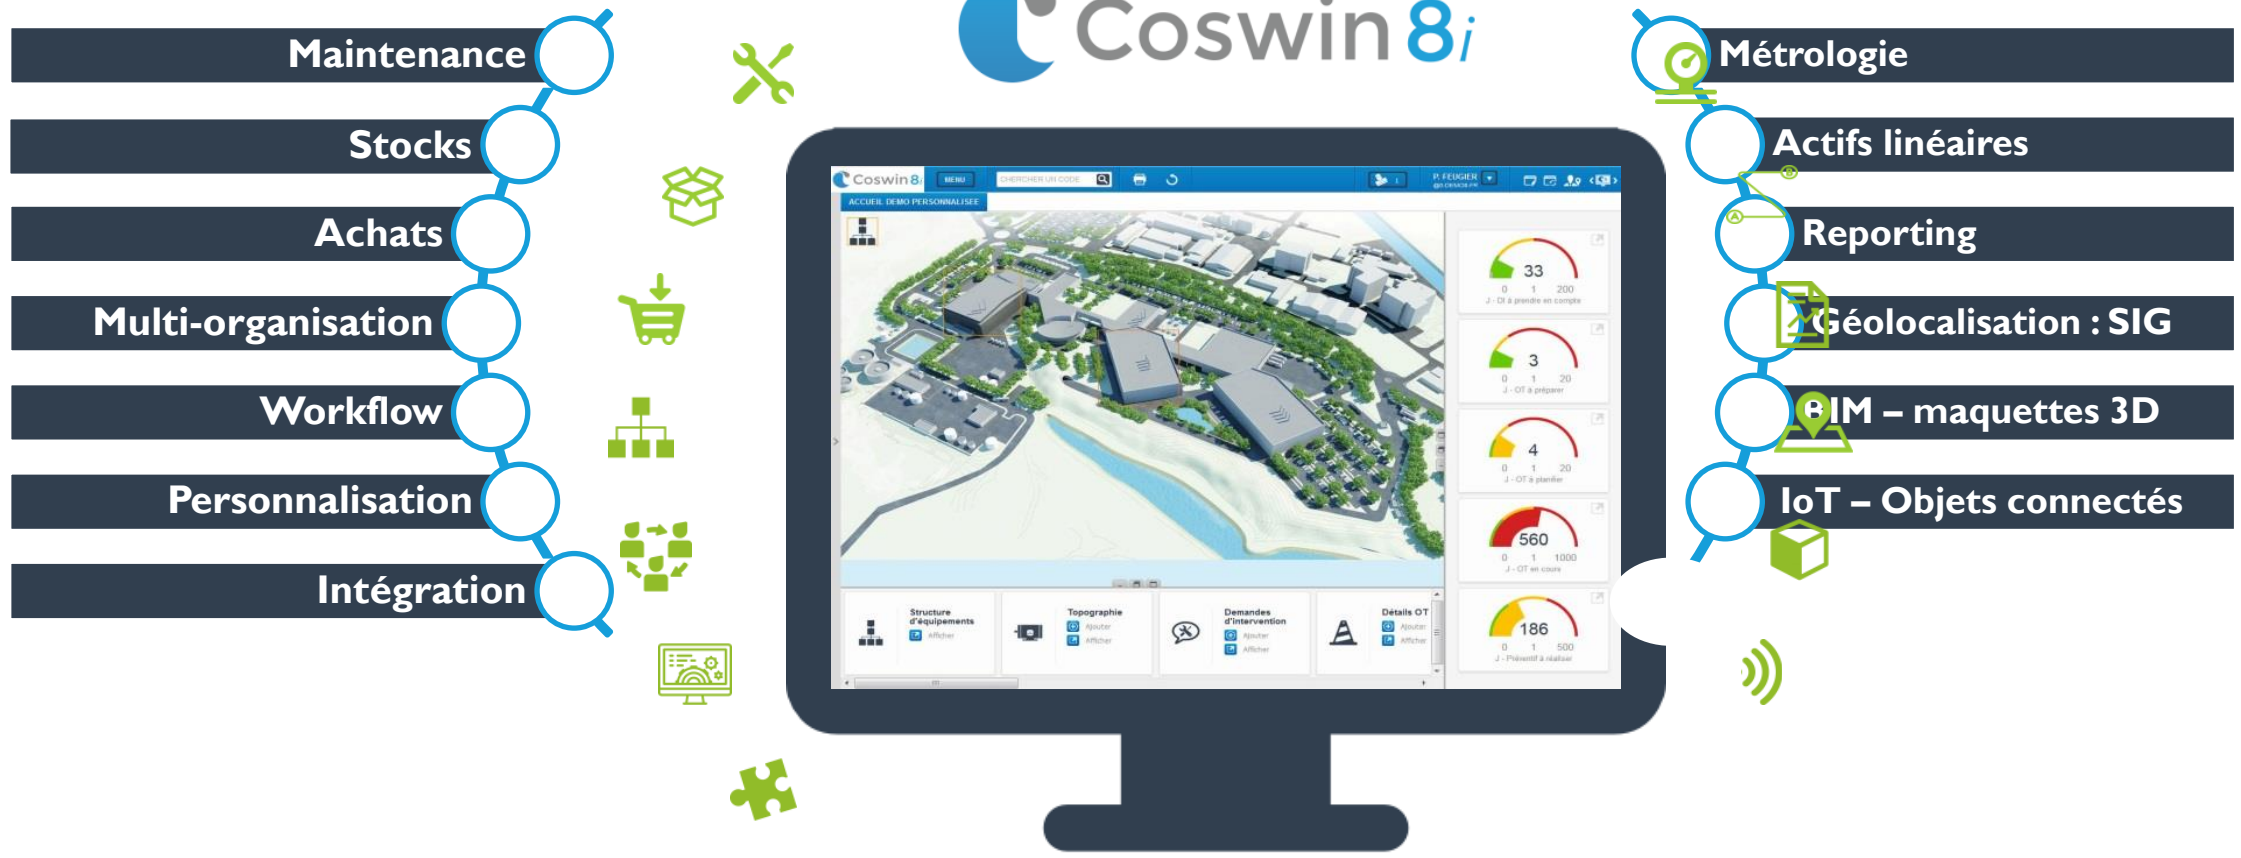 Coswin 8i
Maintenance
Stocks
Achats
Multi-organisation
Workflow
Personnalisation
Intégration
Métrologie
Actifs linéaires
B
A
Reporting
Géolocalisation : SIG
BIM – maquettes 3D
IoT – Objets connectés
Coswin 8i
MENU
CHERCHER UN CODE
1
P. FEUGIER
ACCUEIL DEMO PERSONNALISEE
33
0 1 200
J - DI à prendre en compte
3
0 1 20
J - OT à préparer
4
0 1 20
J - OT à planifier
560
0 1 1000
J - OT en cours
186
0 1 500
J - Préventif à réaliser
Structure
d'équipements
Afficher
Topographie
Ajouter
Afficher
Demandes
d'intervention
Ajouter
Afficher
Détails OT
Ajouter
Afficher